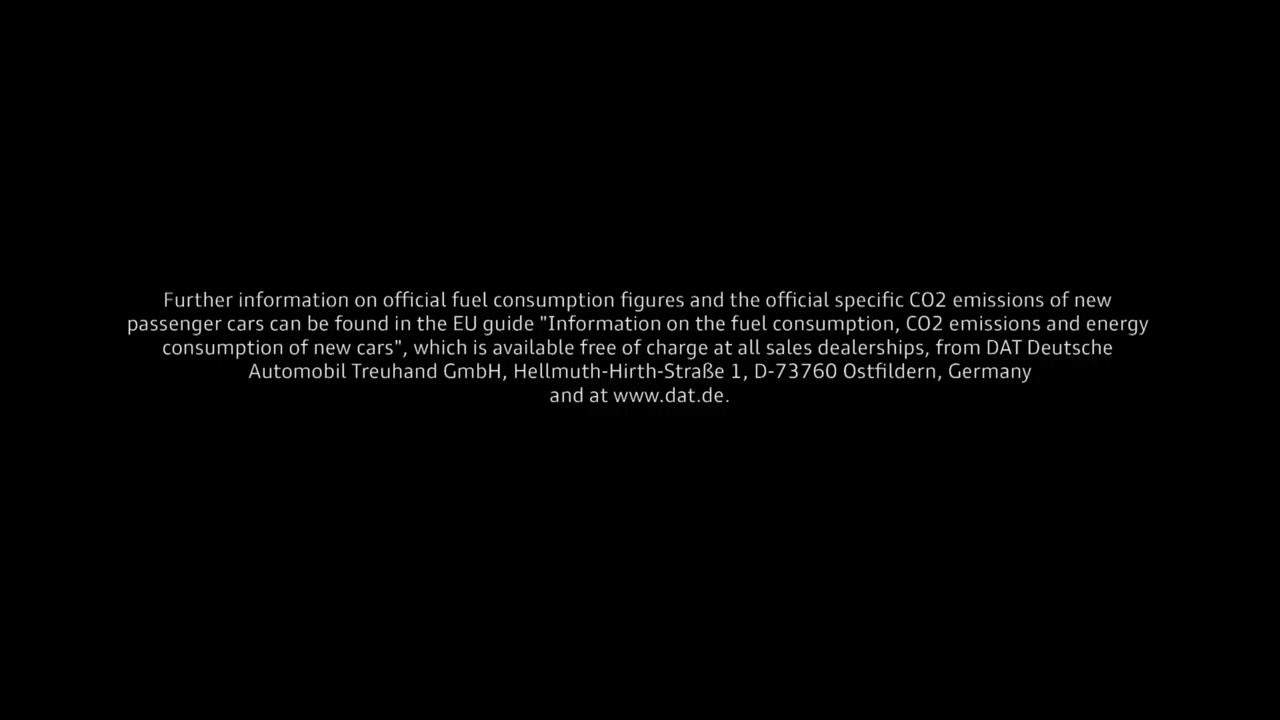 Further information on official fuel consumption figures and the official specific CO2 emissions of new
passenger cars can be found in the EU guide "Information on the fuel consumption, CO2 emissions and energy
consumption of new cars", which is available free of charge at all sales dealerships, from DAT Deutsche
Automobil Treuhand GmbH, Hellmuth-Hirth-Straße 1, D-73760 Ostfildern, Germany
and at www.dat.de.